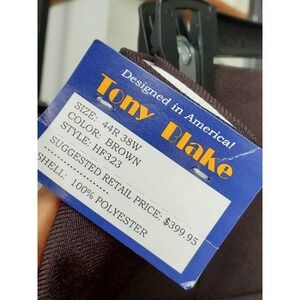 Designed in America!
Tony Blake
SIZE: 44R 38W
COLOR: BROWN
STYLE: HF323
SUGGESTED RETAIL PRICE: $399.95
SHELL: 100% POLYESTER